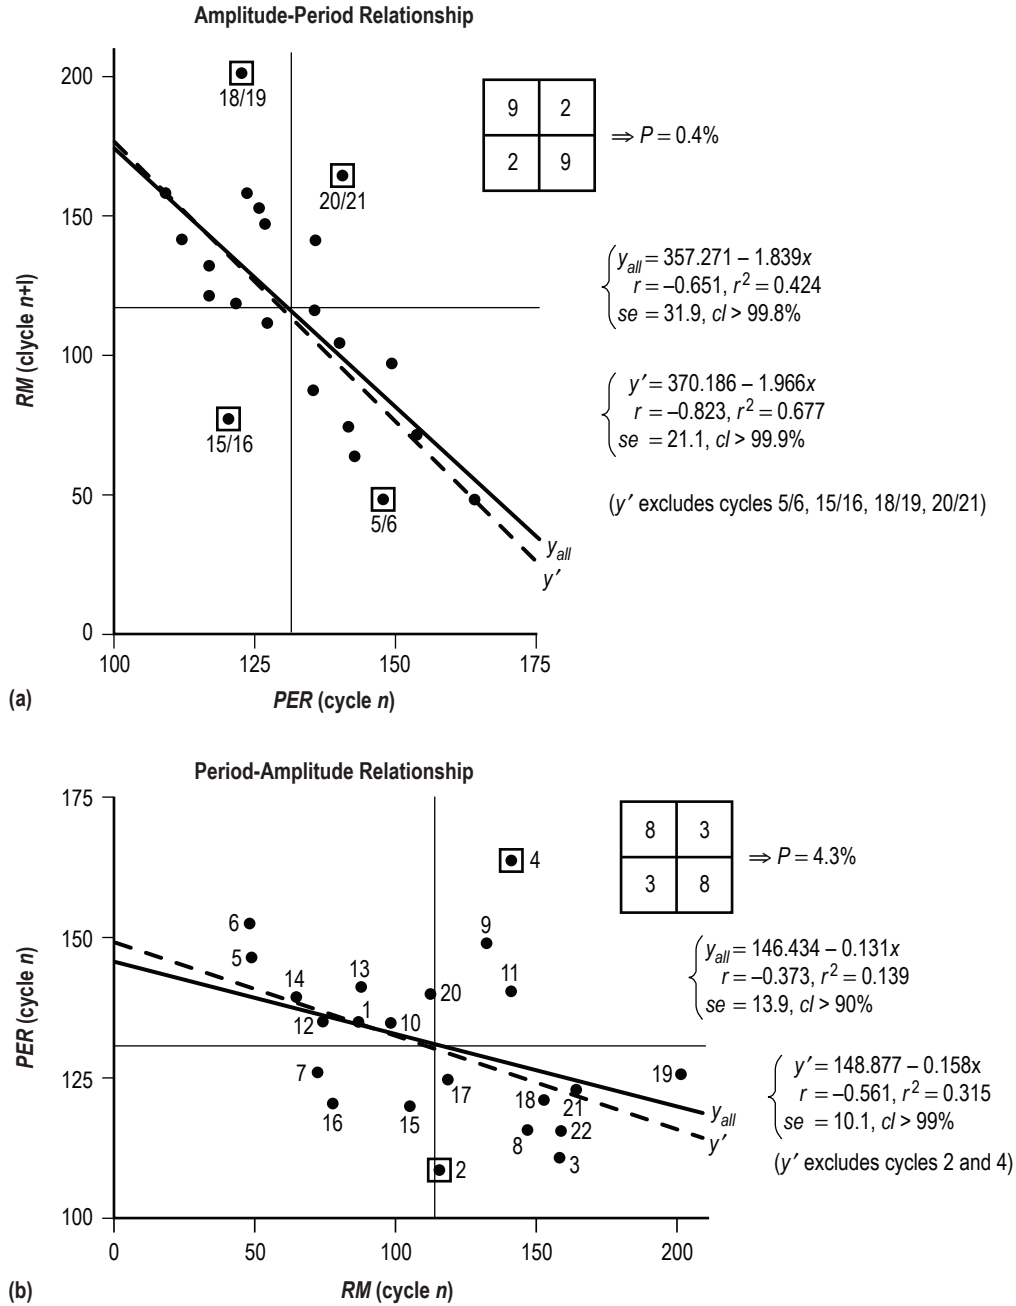 Amplitude-Period Relationship
200
150
100
50
0
RM (clycle n+l)
18/19
20/21
15/16
5/6
y_all
y′
100 125 150 175
(a)
PER (cycle n)
9 2
2 9
⇒ P = 0.4%
y_all = 357.271 – 1.839x
r = –0.651, r² = 0.424
se = 31.9, cl > 99.8%
y′ = 370.186 – 1.966x
r = –0.823, r² = 0.677
se = 21.1, cl > 99.9%
(y′ excludes cycles 5/6, 15/16, 18/19, 20/21)
Period-Amplitude Relationship
175
150
125
100
PER (cycle n)
4
6
9
5
13
11
14
20
12
1
10
7
17
19
18
21
16
15
8
22
3
2
y_all
y′
0 50 100 150 200
(b)
RM (cycle n)
8 3
3 8
⇒ P = 4.3%
y_all = 146.434 – 0.131x
r = –0.373, r² = 0.139
se = 13.9, cl > 90%
y′ = 148.877 – 0.158x
r = –0.561, r² = 0.315
se = 10.1, cl > 99%
(y′ excludes cycles 2 and 4)